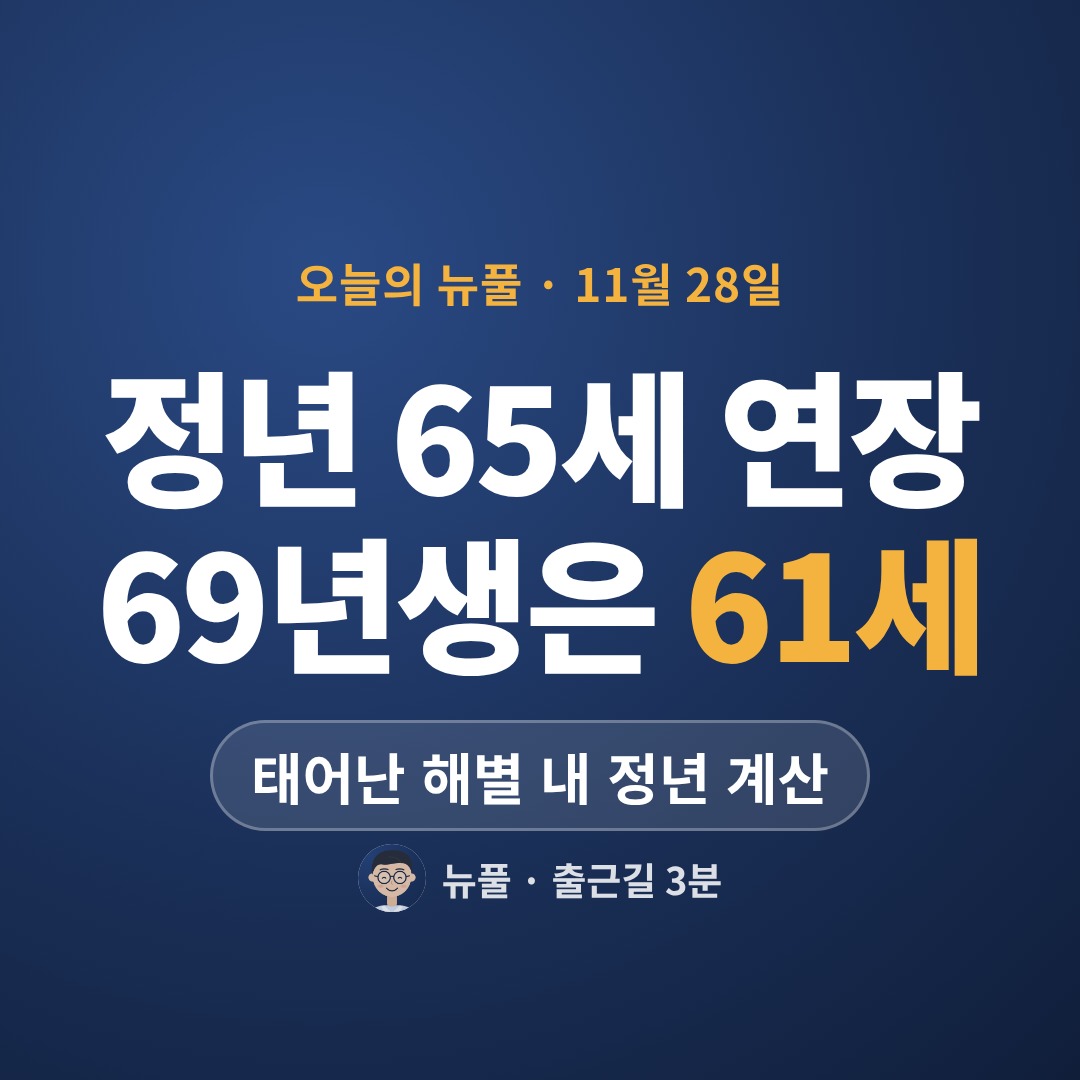 오늘의 뉴풀 · 11월 28일
정년 65세 연장
69년생은 61세
태어난 해별 내 정년 계산
뉴풀 · 출근길 3분